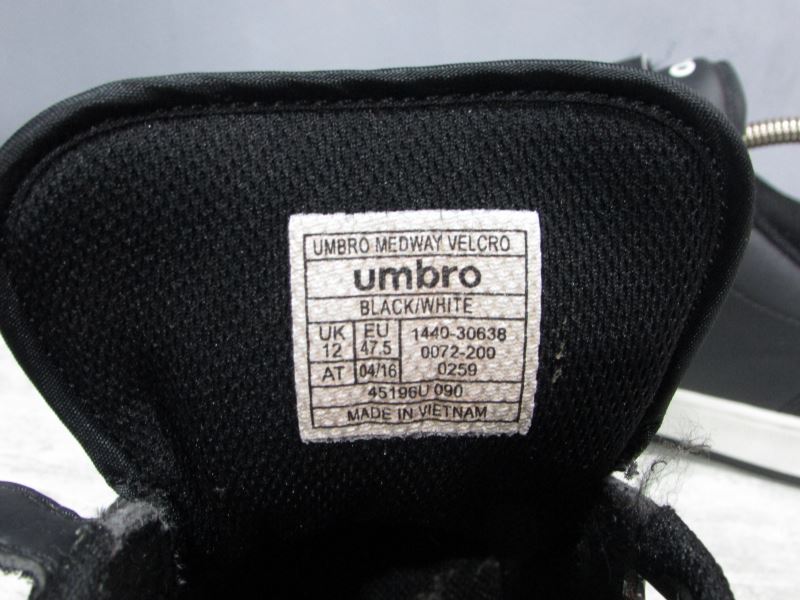 UMBRO MEDWAY VELCRO
umbro
BLACK/WHITE
UK EU 1440-30638
12 47.5 0072-200
AT 04/16 0259
45196U 090
MADE IN VIETNAM